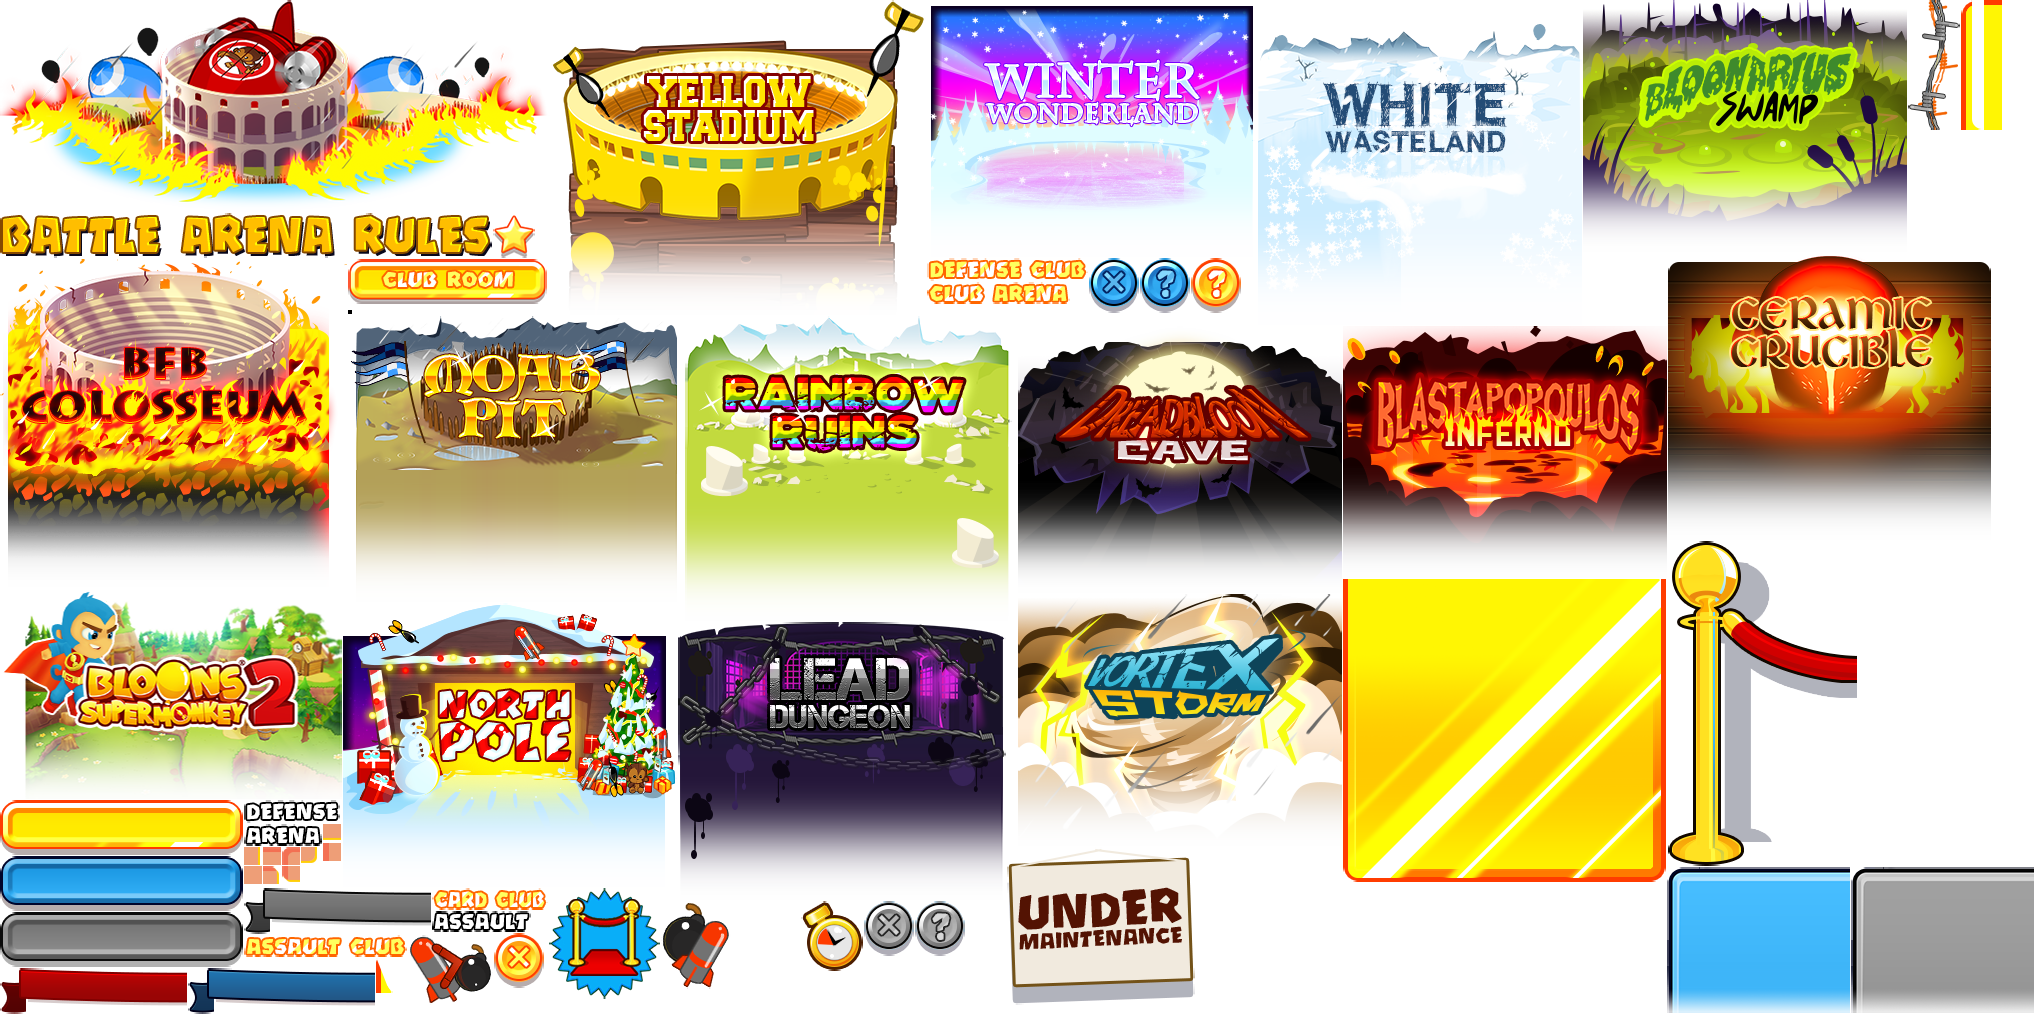 YELLOW
STADIUM
WINTER
WONDERLAND
WHITE
WASTELAND
BLOONARIUS
SWAMP
BATTLE ARENA RULES
CLUB ROOM
DEFENSE CLUB
CLUB ARENA
?
?
BFB
COLOSSEUM
MOAB
PIT
RAINBOW
RUINS
DREADBLOON
CAVE
BLASTAPOPOULOS
INFERNO
CERAMIC
CRUCIBLE
BLOONS
SUPERMONKEY 2
NORTH
POLE
LEAD
DUNGEON
VORTEX
STORM
DEFENSE
ARENA
CARD CLUB
ASSAULT
ASSAULT CLUB
?
UNDER
MAINTENANCE